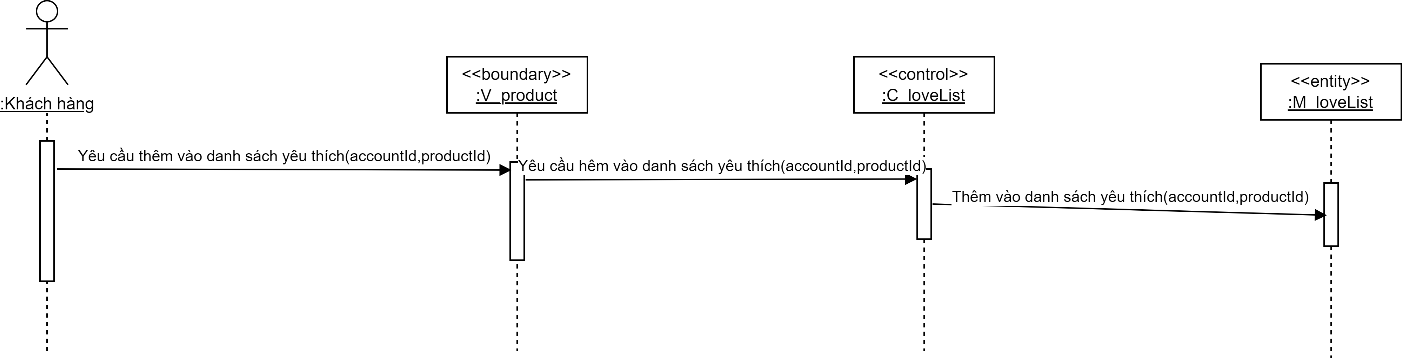 <<boundary>>
:V_product
<<control>>
:C_loveList
<<entity>>
:M_loveList
:Khách hàng
Yêu cầu thêm vào danh sách yêu thích(accountId,productId)
Yêu cầu hêm vào danh sách yêu thích(accountId,productId)
Thêm vào danh sách yêu thích(accountId,productId)